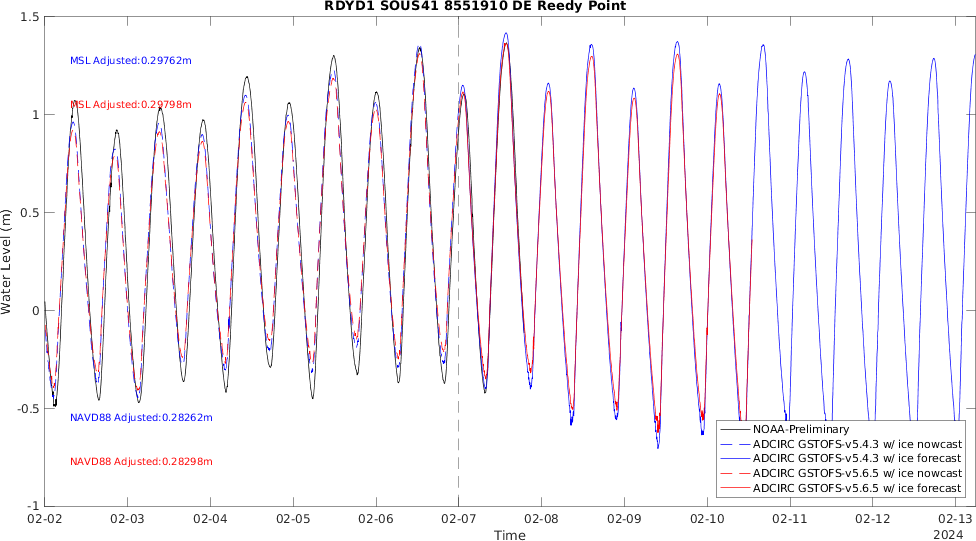 RDYD1 SOUS41 8551910 DE Reedy Point
1.5
1
0.5
0
-0.5
-1
Water Level (m)
MSL Adjusted:0.29762m
MSL Adjusted:0.29798m
NAVD88 Adjusted:0.28262m
NAVD88 Adjusted:0.28298m
NOAA-Preliminary
ADCIRC GSTOFS-v5.4.3 w/ ice nowcast
ADCIRC GSTOFS-v5.4.3 w/ ice forecast
ADCIRC GSTOFS-v5.6.5 w/ ice nowcast
ADCIRC GSTOFS-v5.6.5 w/ ice forecast
02-02 02-03 02-04 02-05 02-06 02-07 02-08 02-09 02-10 02-11 02-12 02-13
Time
2024